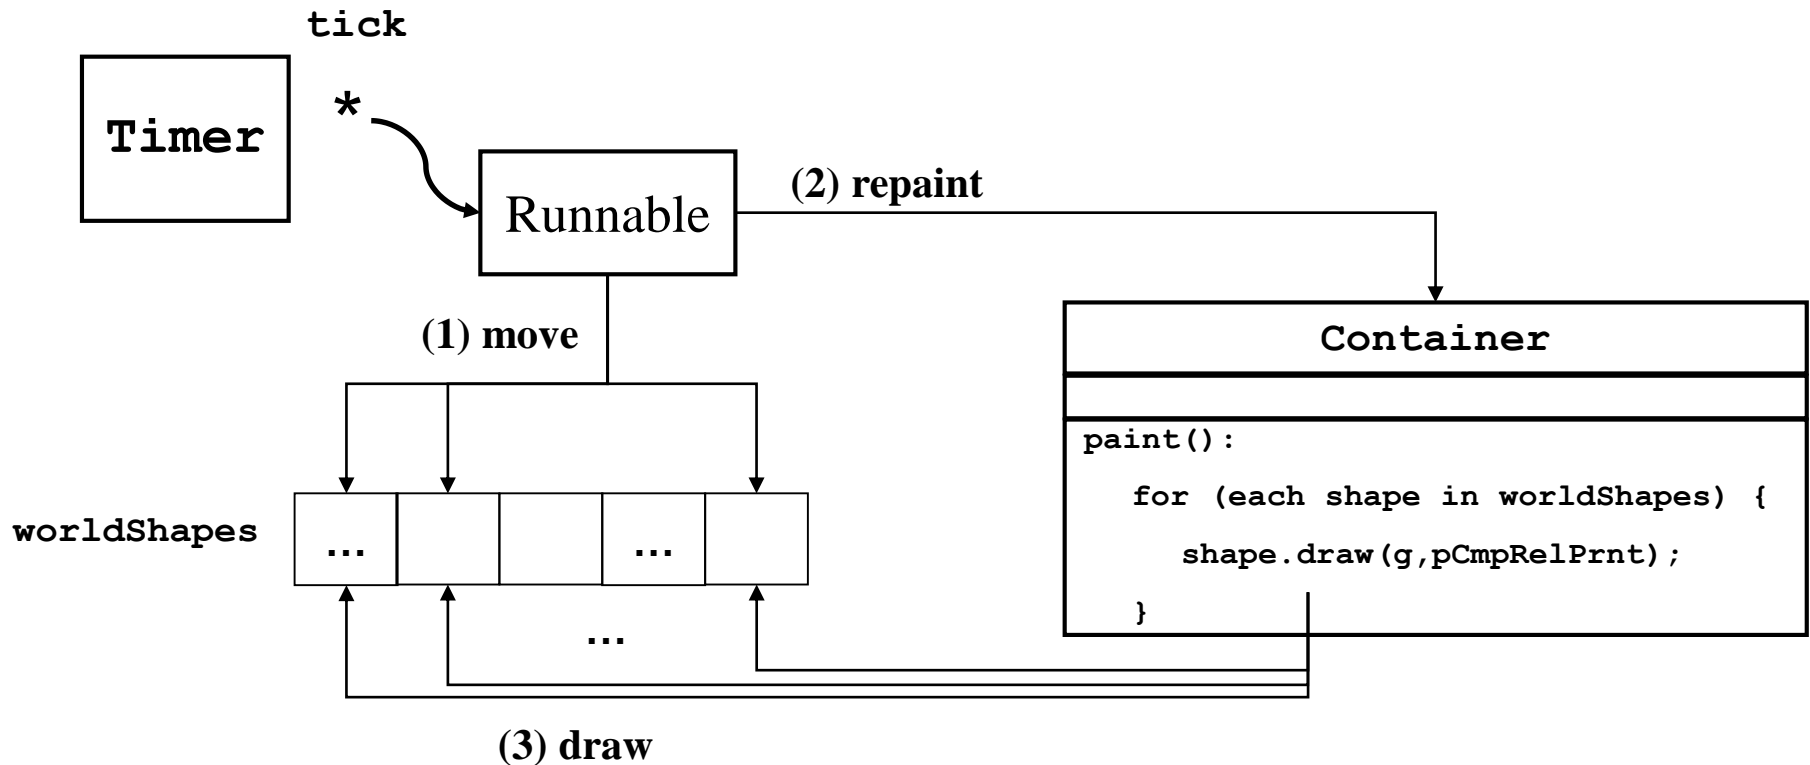 tick
*
Timer
Runnable
(2) repaint
(1) move
Container
paint():
for (each shape in worldShapes) {
shape.draw(g,pCmpRelPrnt);
}
worldShapes
...
...
...
(3) draw